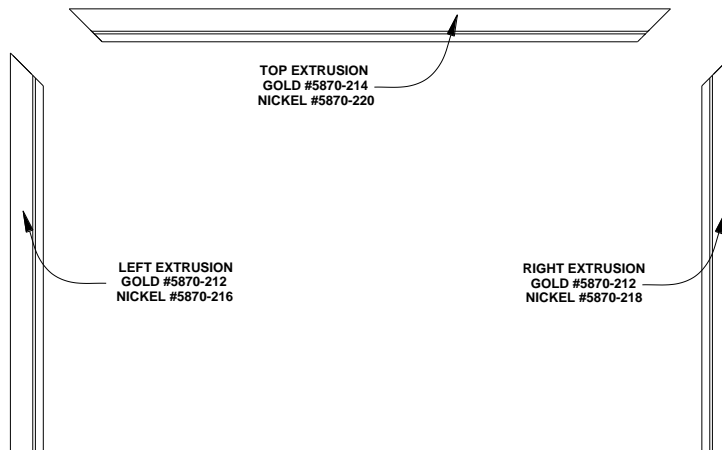 TOP EXTRUSION
GOLD #5870-214
NICKEL #5870-220
LEFT EXTRUSION
GOLD #5870-212
NICKEL #5870-216
RIGHT EXTRUSION
GOLD #5870-212
NICKEL #5870-218